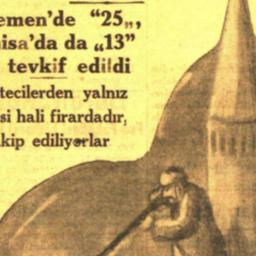 emen'de “25„,
isa'da da „13”
tevkif edildi
tecilerden yalnız
si hali firardadır,
kip ediliyorlar